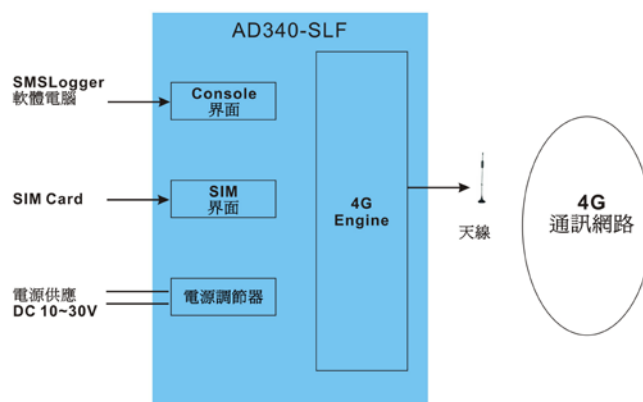 AD340-SLF
SMSLogger
軟體電腦
Console
界面
SIM Card
SIM
界面
4G
Engine
天線
4G
通訊網路
電源供應
DC 10~30V
電源調節器